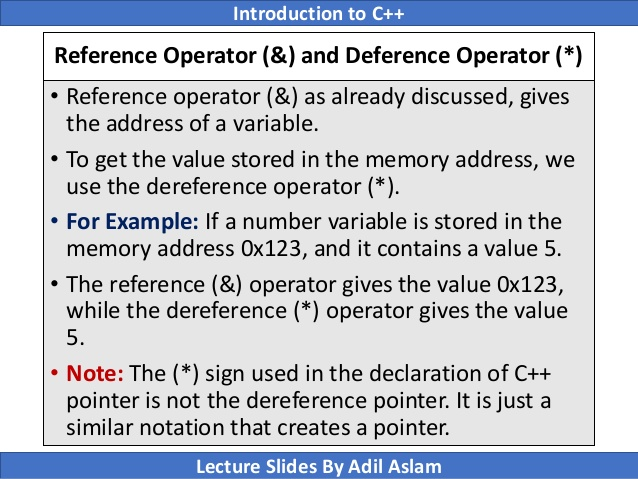 Introduction to C++
Reference Operator (&) and Deference Operator (*)
• Reference operator (&) as already discussed, gives
the address of a variable.
• To get the value stored in the memory address, we
use the dereference operator (*).
• For Example: If a number variable is stored in the
memory address 0x123, and it contains a value 5.
• The reference (&) operator gives the value 0x123,
while the dereference (*) operator gives the value
5.
• Note: The (*) sign used in the declaration of C++
pointer is not the dereference pointer. It is just a
similar notation that creates a pointer.
Lecture Slides By Adil Aslam